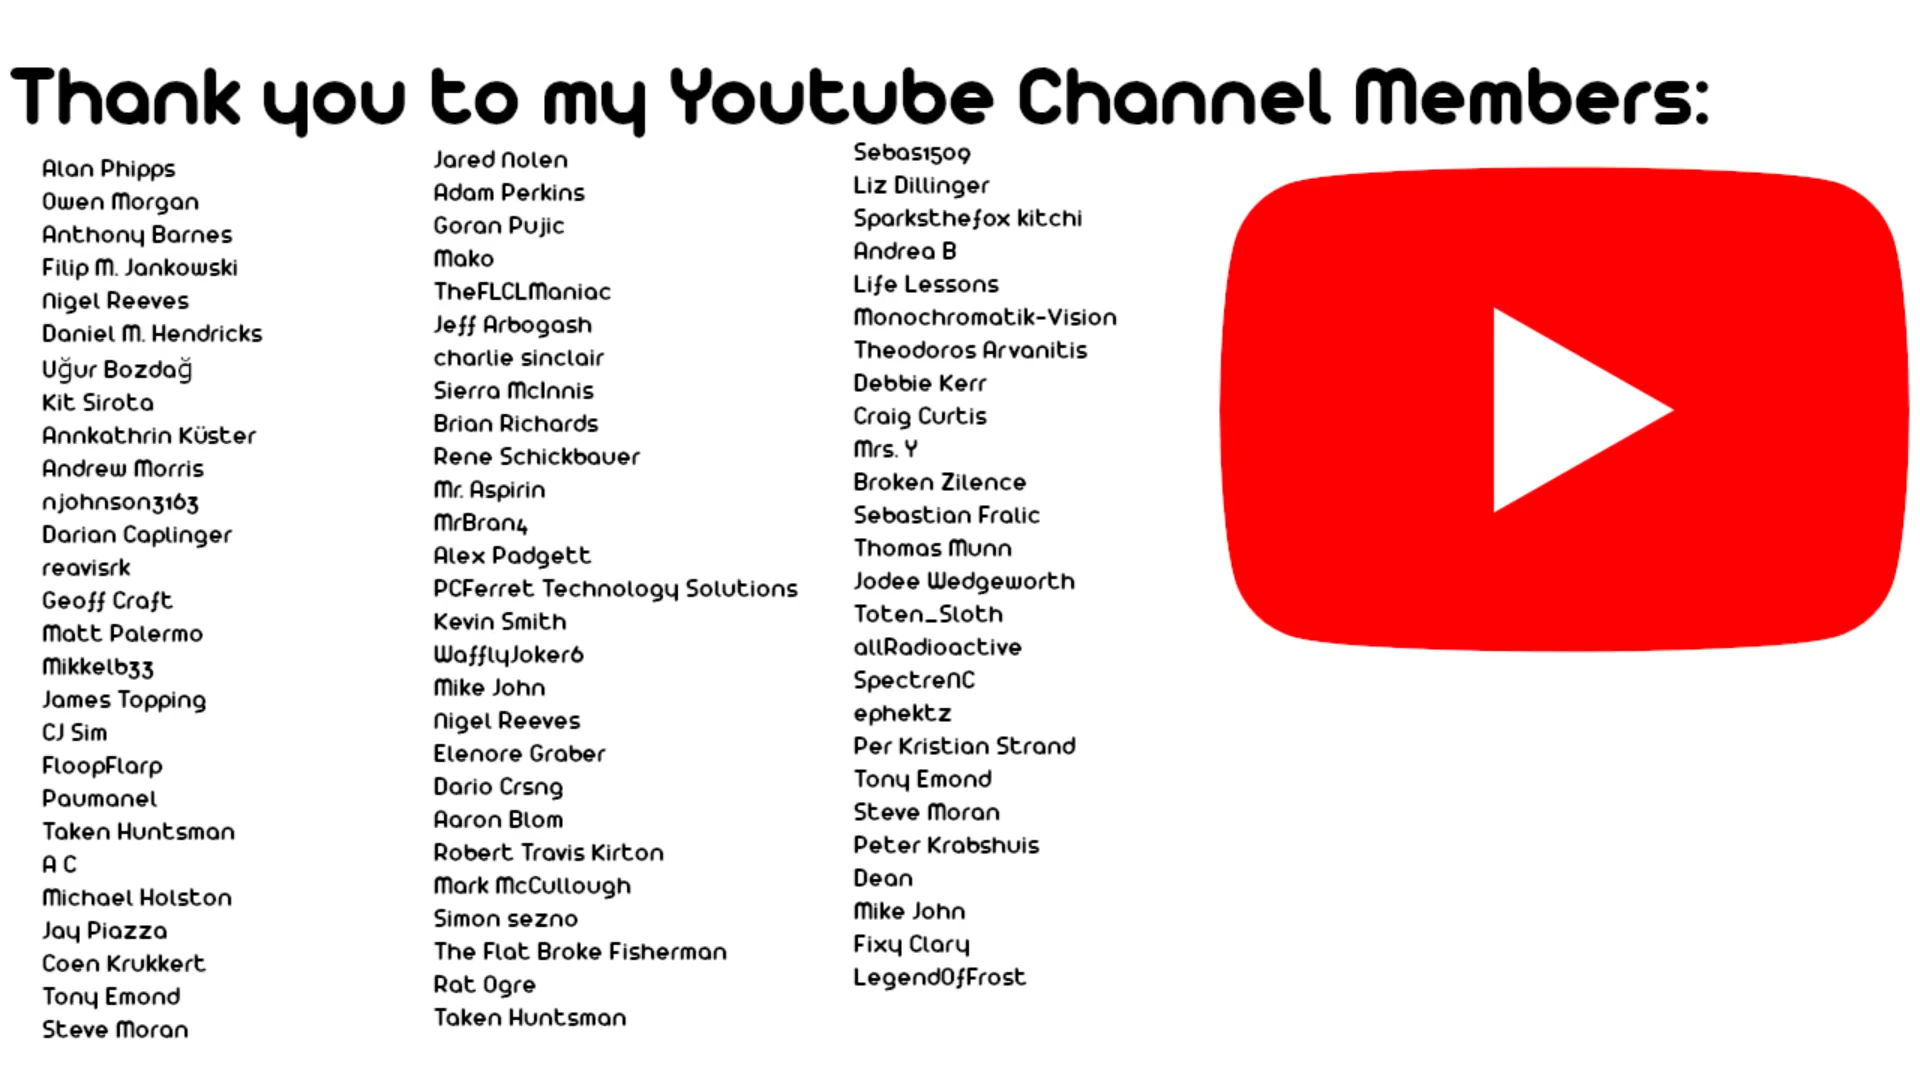 Thank you to my Youtube Channel Members:
Alan Phipps
Owen Morgan
Anthony Barnes
Filip M. Jankowski
Nigel Reeves
Daniel M. Hendricks
Uğur Bozdağ
Kit Sirota
Annkathrin Küster
Andrew Morris
njohnson3163
Darian Caplinger
reavisrk
Geoff Craft
Matt Palermo
Mikkelb33
James Topping
CJ Sim
FloopFlarp
Paumanel
Taken Huntsman
A C
Michael Holston
Jay Piazza
Coen Krukkert
Tony Emond
Steve Moran
Jared Nolen
Adam Perkins
Goran Pujic
Mako
TheFLCLManiac
Jeff Arbogash
charlie sinclair
Sierra McInnis
Brian Richards
Rene Schickbauer
Mr. Aspirin
MrBran4
Alex Padgett
PCFerret Technology Solutions
Kevin Smith
WafflyJoker6
Mike John
Nigel Reeves
Elenore Graber
Dario Crsng
Aaron Blom
Robert Travis Kirton
Mark McCullough
Simon sezno
The Flat Broke Fisherman
Rat Ogre
Taken Huntsman
Sebas1509
Liz Dillinger
Sparksthefox kitchi
Andrea B
Life Lessons
Monochromatik-Vision
Theodoros Arvanitis
Debbie Kerr
Craig Curtis
Mrs. Y
Broken Zilence
Sebastian Fralic
Thomas Munn
Jodee Wedgeworth
Toten_Sloth
allRadioactive
SpectreNC
ephektz
Per Kristian Strand
Tony Emond
Steve Moran
Peter Krabshuis
Dean
Mike John
Fixy Clary
LegendOfFrost